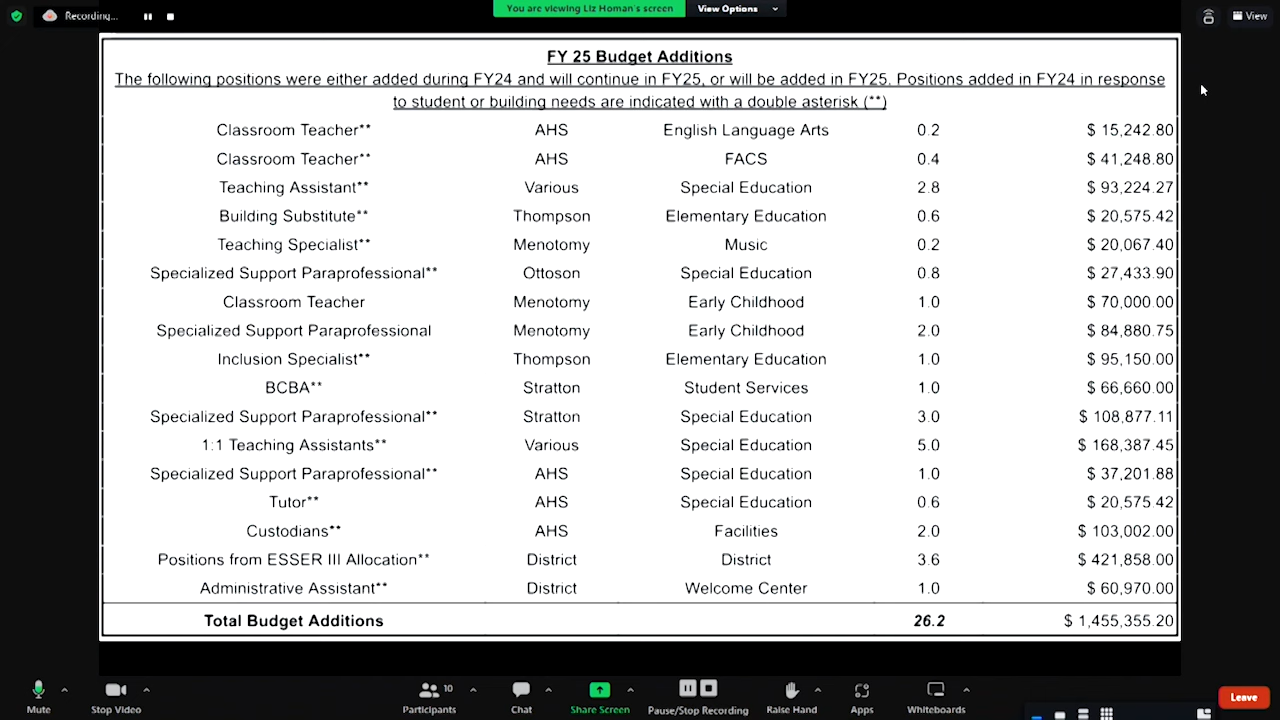 Recording...
You are viewing Liz Homan's screen
View Options
View
FY 25 Budget Additions
The following positions were either added during FY24 and will continue in FY25, or will be added in FY25. Positions added in FY24 in response
to student or building needs are indicated with a double asterisk (**)
Classroom Teacher** AHS English Language Arts 0.2 $ 15,242.80
Classroom Teacher** AHS FACS 0.4 $ 41,248.80
Teaching Assistant** Various Special Education 2.8 $ 93,224.27
Building Substitute** Thompson Elementary Education 0.6 $ 20,575.42
Teaching Specialist** Menotomy Music 0.2 $ 20,067.40
Specialized Support Paraprofessional** Ottoson Special Education 0.8 $ 27,433.90
Classroom Teacher Menotomy Early Childhood 1.0 $ 70,000.00
Specialized Support Paraprofessional Menotomy Early Childhood 2.0 $ 84,880.75
Inclusion Specialist** Thompson Elementary Education 1.0 $ 95,150.00
BCBA** Stratton Student Services 1.0 $ 66,660.00
Specialized Support Paraprofessional** Stratton Special Education 3.0 $ 108,877.11
1:1 Teaching Assistants** Various Special Education 5.0 $ 168,387.45
Specialized Support Paraprofessional** AHS Special Education 1.0 $ 37,201.88
Tutor** AHS Special Education 0.6 $ 20,575.42
Custodians** AHS Facilities 2.0 $ 103,002.00
Positions from ESSER III Allocation** District District 3.6 $ 421,858.00
Administrative Assistant** District Welcome Center 1.0 $ 60,970.00
Total Budget Additions 26.2 $ 1,455,355.20
10
Mute Stop Video Participants Chat Share Screen Pause/Stop Recording Raise Hand Apps Whiteboards Leave